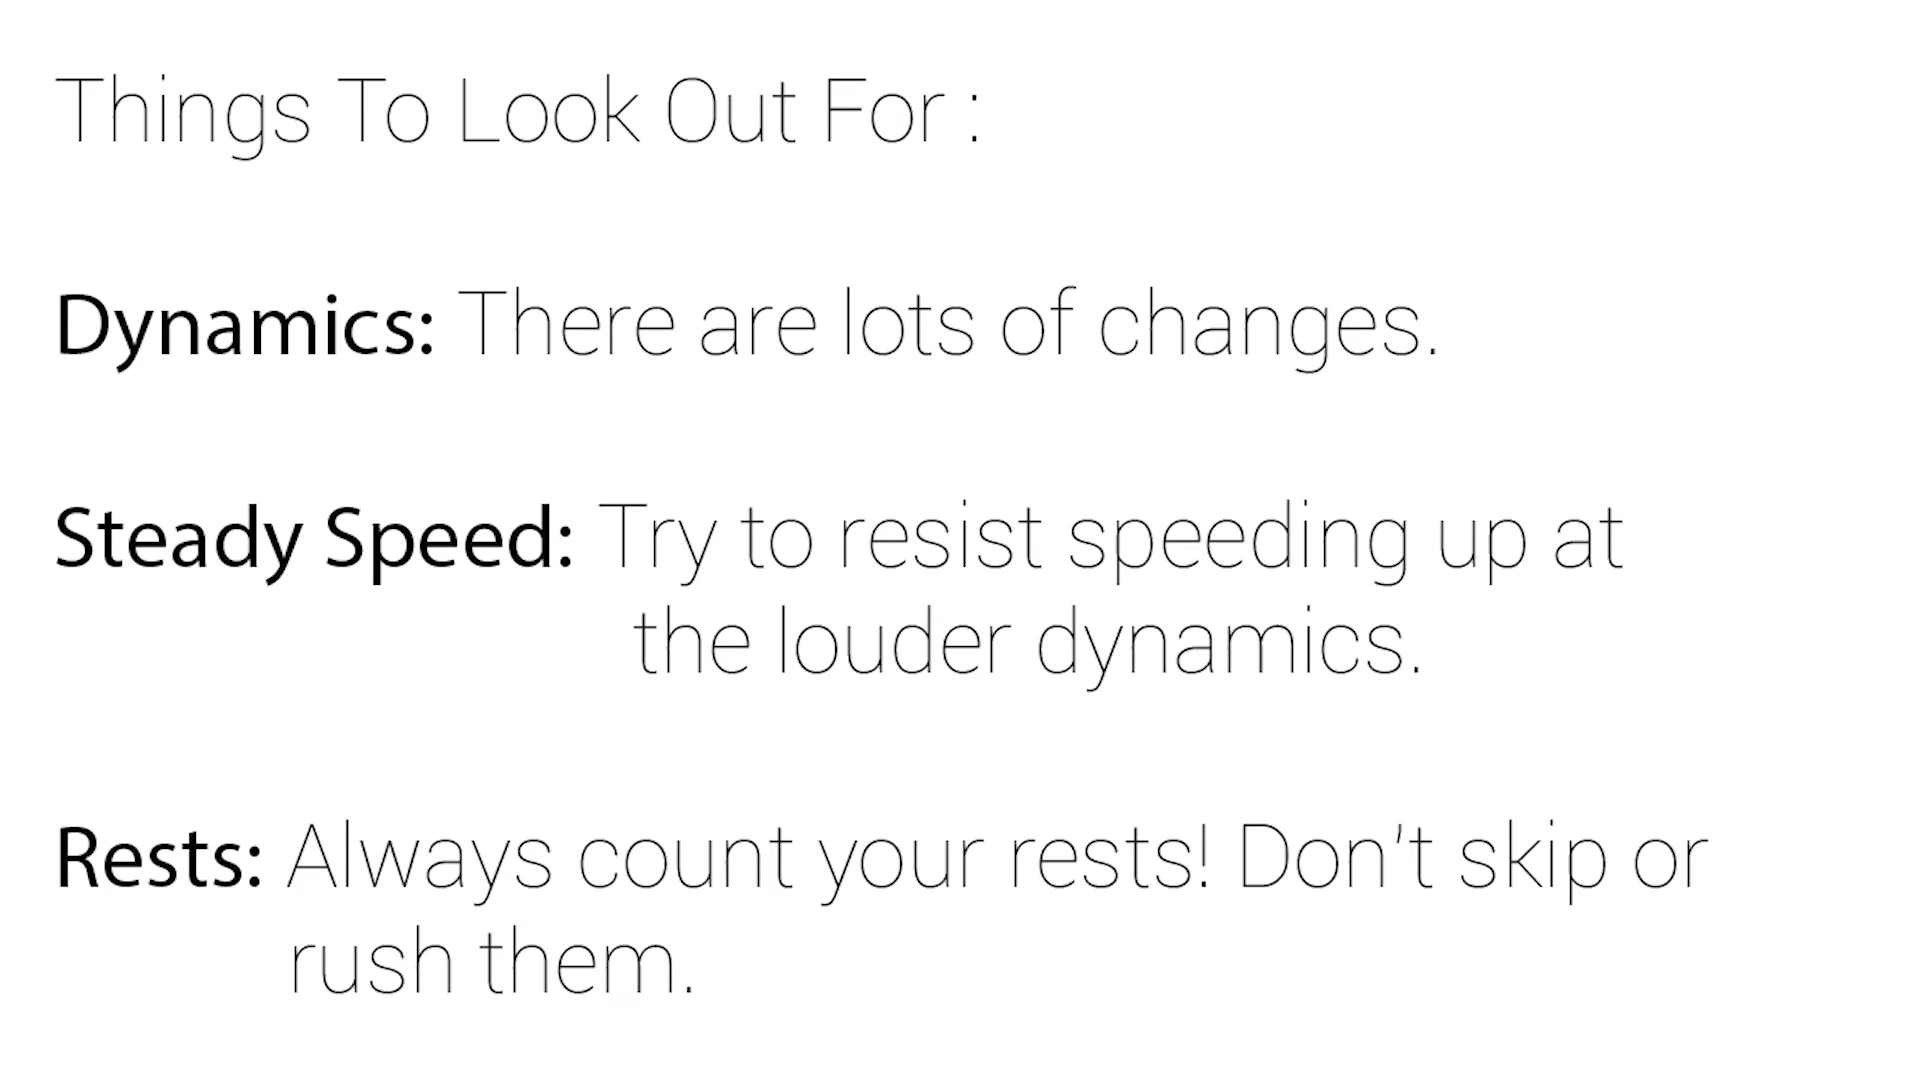 Things To Look Out For :
Dynamics: There are lots of changes.
Steady Speed: Try to resist speeding up at
the louder dynamics.
Rests: Always count your rests! Don't skip or
rush them.